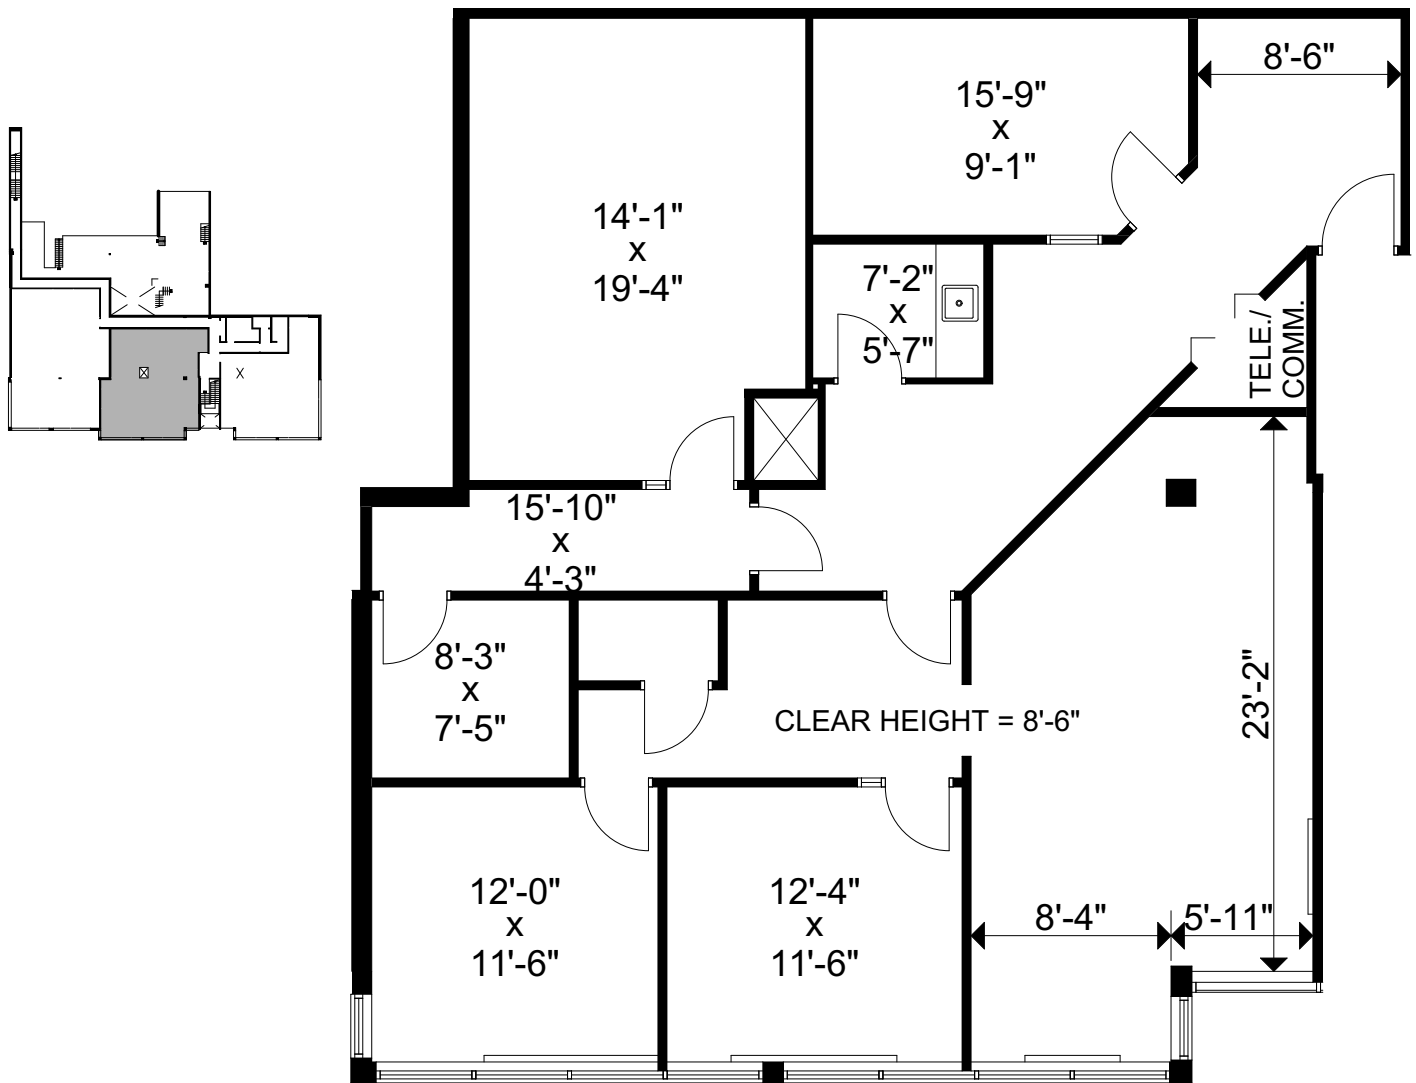 8'-6"
15'-9"
x
9'-1"
14'-1"
x
19'-4"
7'-2"
x
5'-7"
TELE./
COMM.
15'-10"
x
4'-3"
8'-3"
x
7'-5"
CLEAR HEIGHT = 8'-6"
23'-2"
12'-0"
x
11'-6"
12'-4"
x
11'-6"
8'-4"
5'-11"